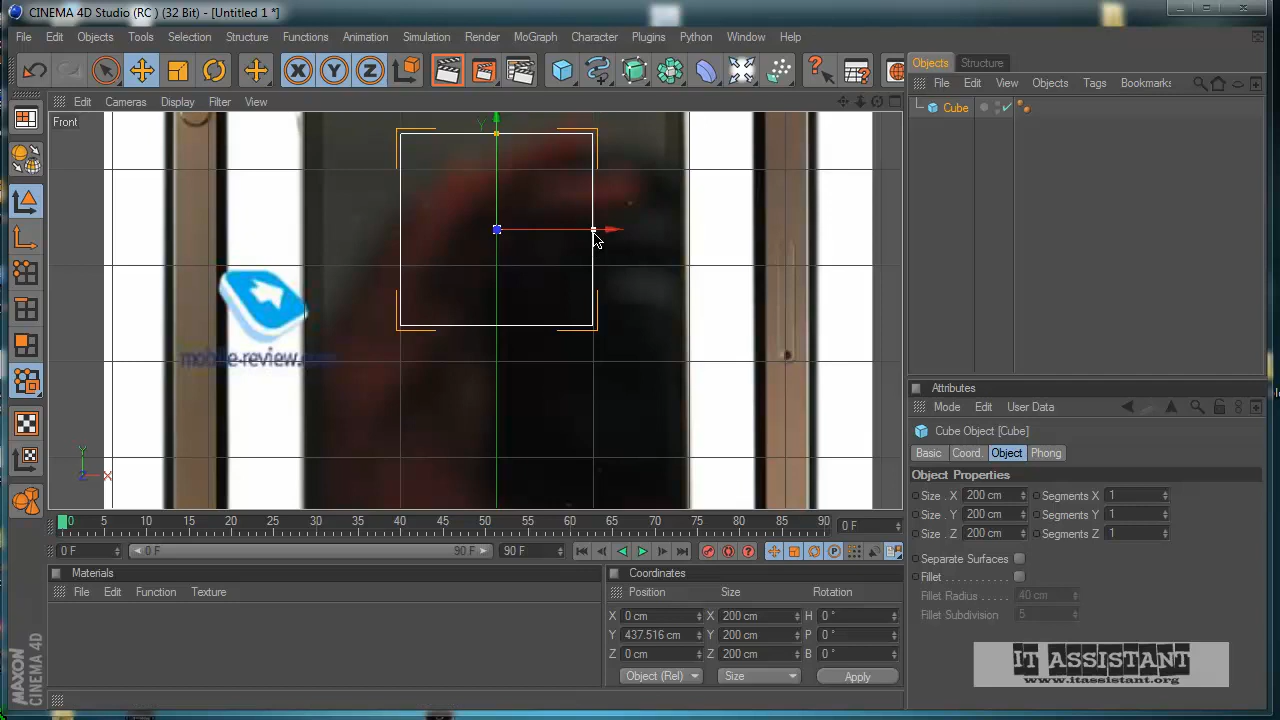 CINEMA 4D Studio (RC ) (32 Bit) - [Untitled 1 *]
File Edit Objects Tools Selection Structure Functions Animation Simulation Render MoGraph Character Plugins Python Window Help
Objects Structure
File Edit View Objects Tags Bookmarks
Edit Cameras Display Filter View
Cube
Front
Y
mobile-review.com
Y
Z X
Attributes
Mode Edit User Data
Cube Object [Cube]
Basic Coord. Object Phong
Object Properties
Size . X 200 cm Segments X 1
Size . Y 200 cm Segments Y 1
Size . Z 200 cm Segments Z 1
Separate Surfaces
Fillet . . . . . . . . . . .
Fillet Radius . . . . . 40 cm
Fillet Subdivision 5
0 5 10 15 20 25 30 35 40 45 50 55 60 65 70 75 80 85 90 0 F
0 F 0 F 90 F 90 F
Materials
File Edit Function Texture
Coordinates
Position Size Rotation
X 0 cm X 200 cm H 0 °
Y 437.516 cm Y 200 cm P 0 °
Z 0 cm Z 200 cm B 0 °
Object (Rel) Size Apply
MAXON
CINEMA 4D
IT ASSISTANT
www.itassistant.org